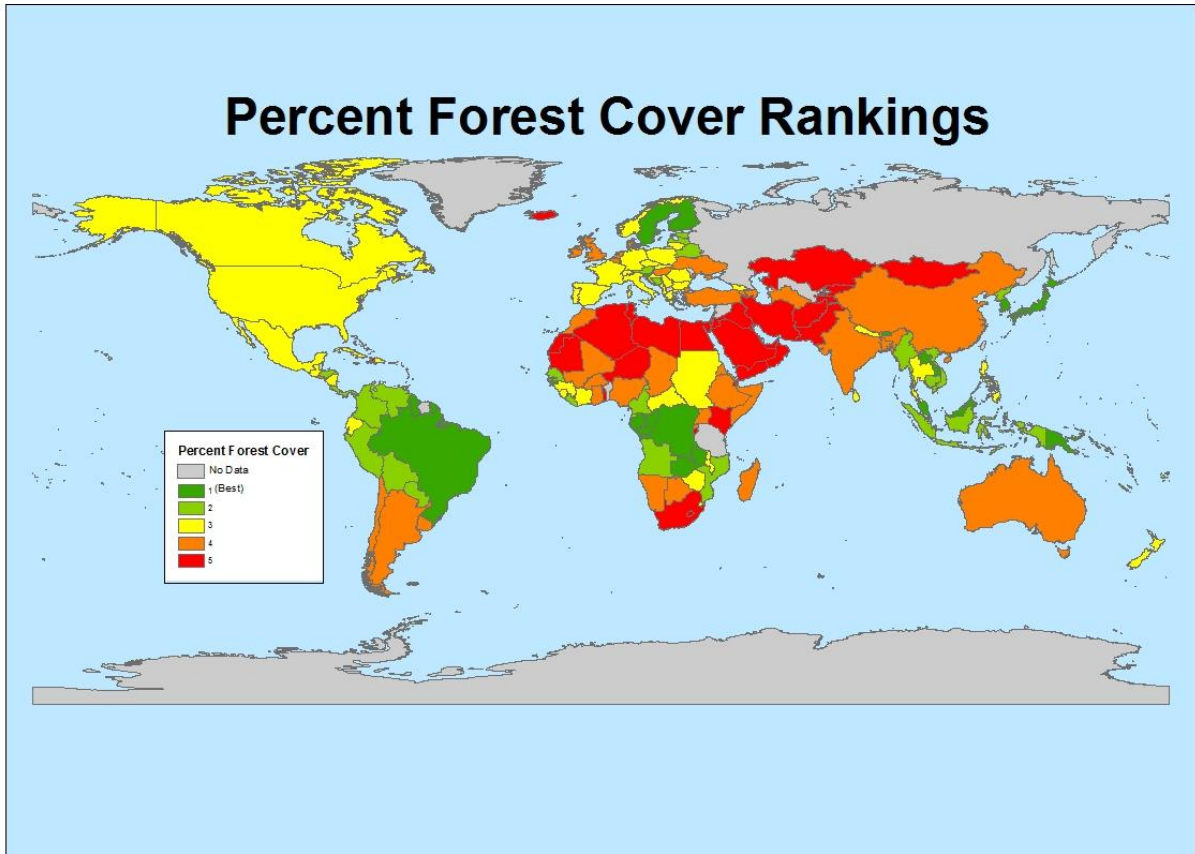 Percent Forest Cover Rankings
Percent Forest Cover
No Data
1 (Best)
2
3
4
5